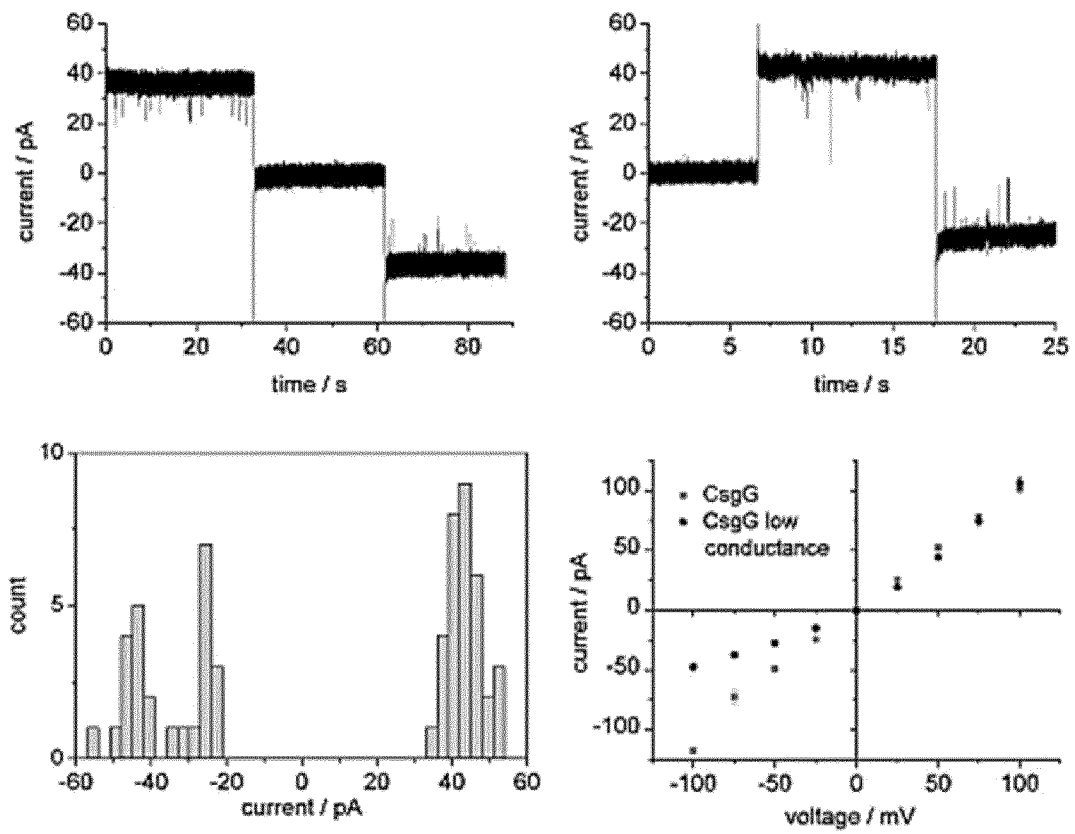 60
40
20
0
-20
-40
-60
0 20 40 60 80
current / pA
time / s
60
40
20
0
-20
-40
-60
0 5 10 15 20 25
current / pA
time / s
10
5
0
-60 -40 -20 0 20 40 60
count
current / pA
CsgG
CsgG low
conductance
100
50
0
-50
-100
-100 -50 0 50 100
current / pA
voltage / mV